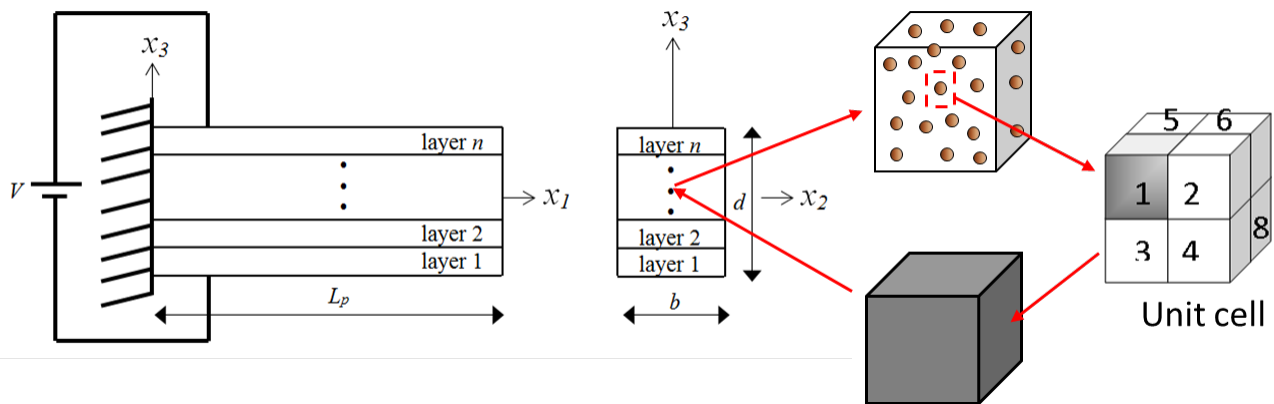 x3
V
layer n
layer 2
layer 1
x1
Lp
x3
layer n
layer 2
layer 1
d
x2
b
5 6
1 2
3 4
8
Unit cell